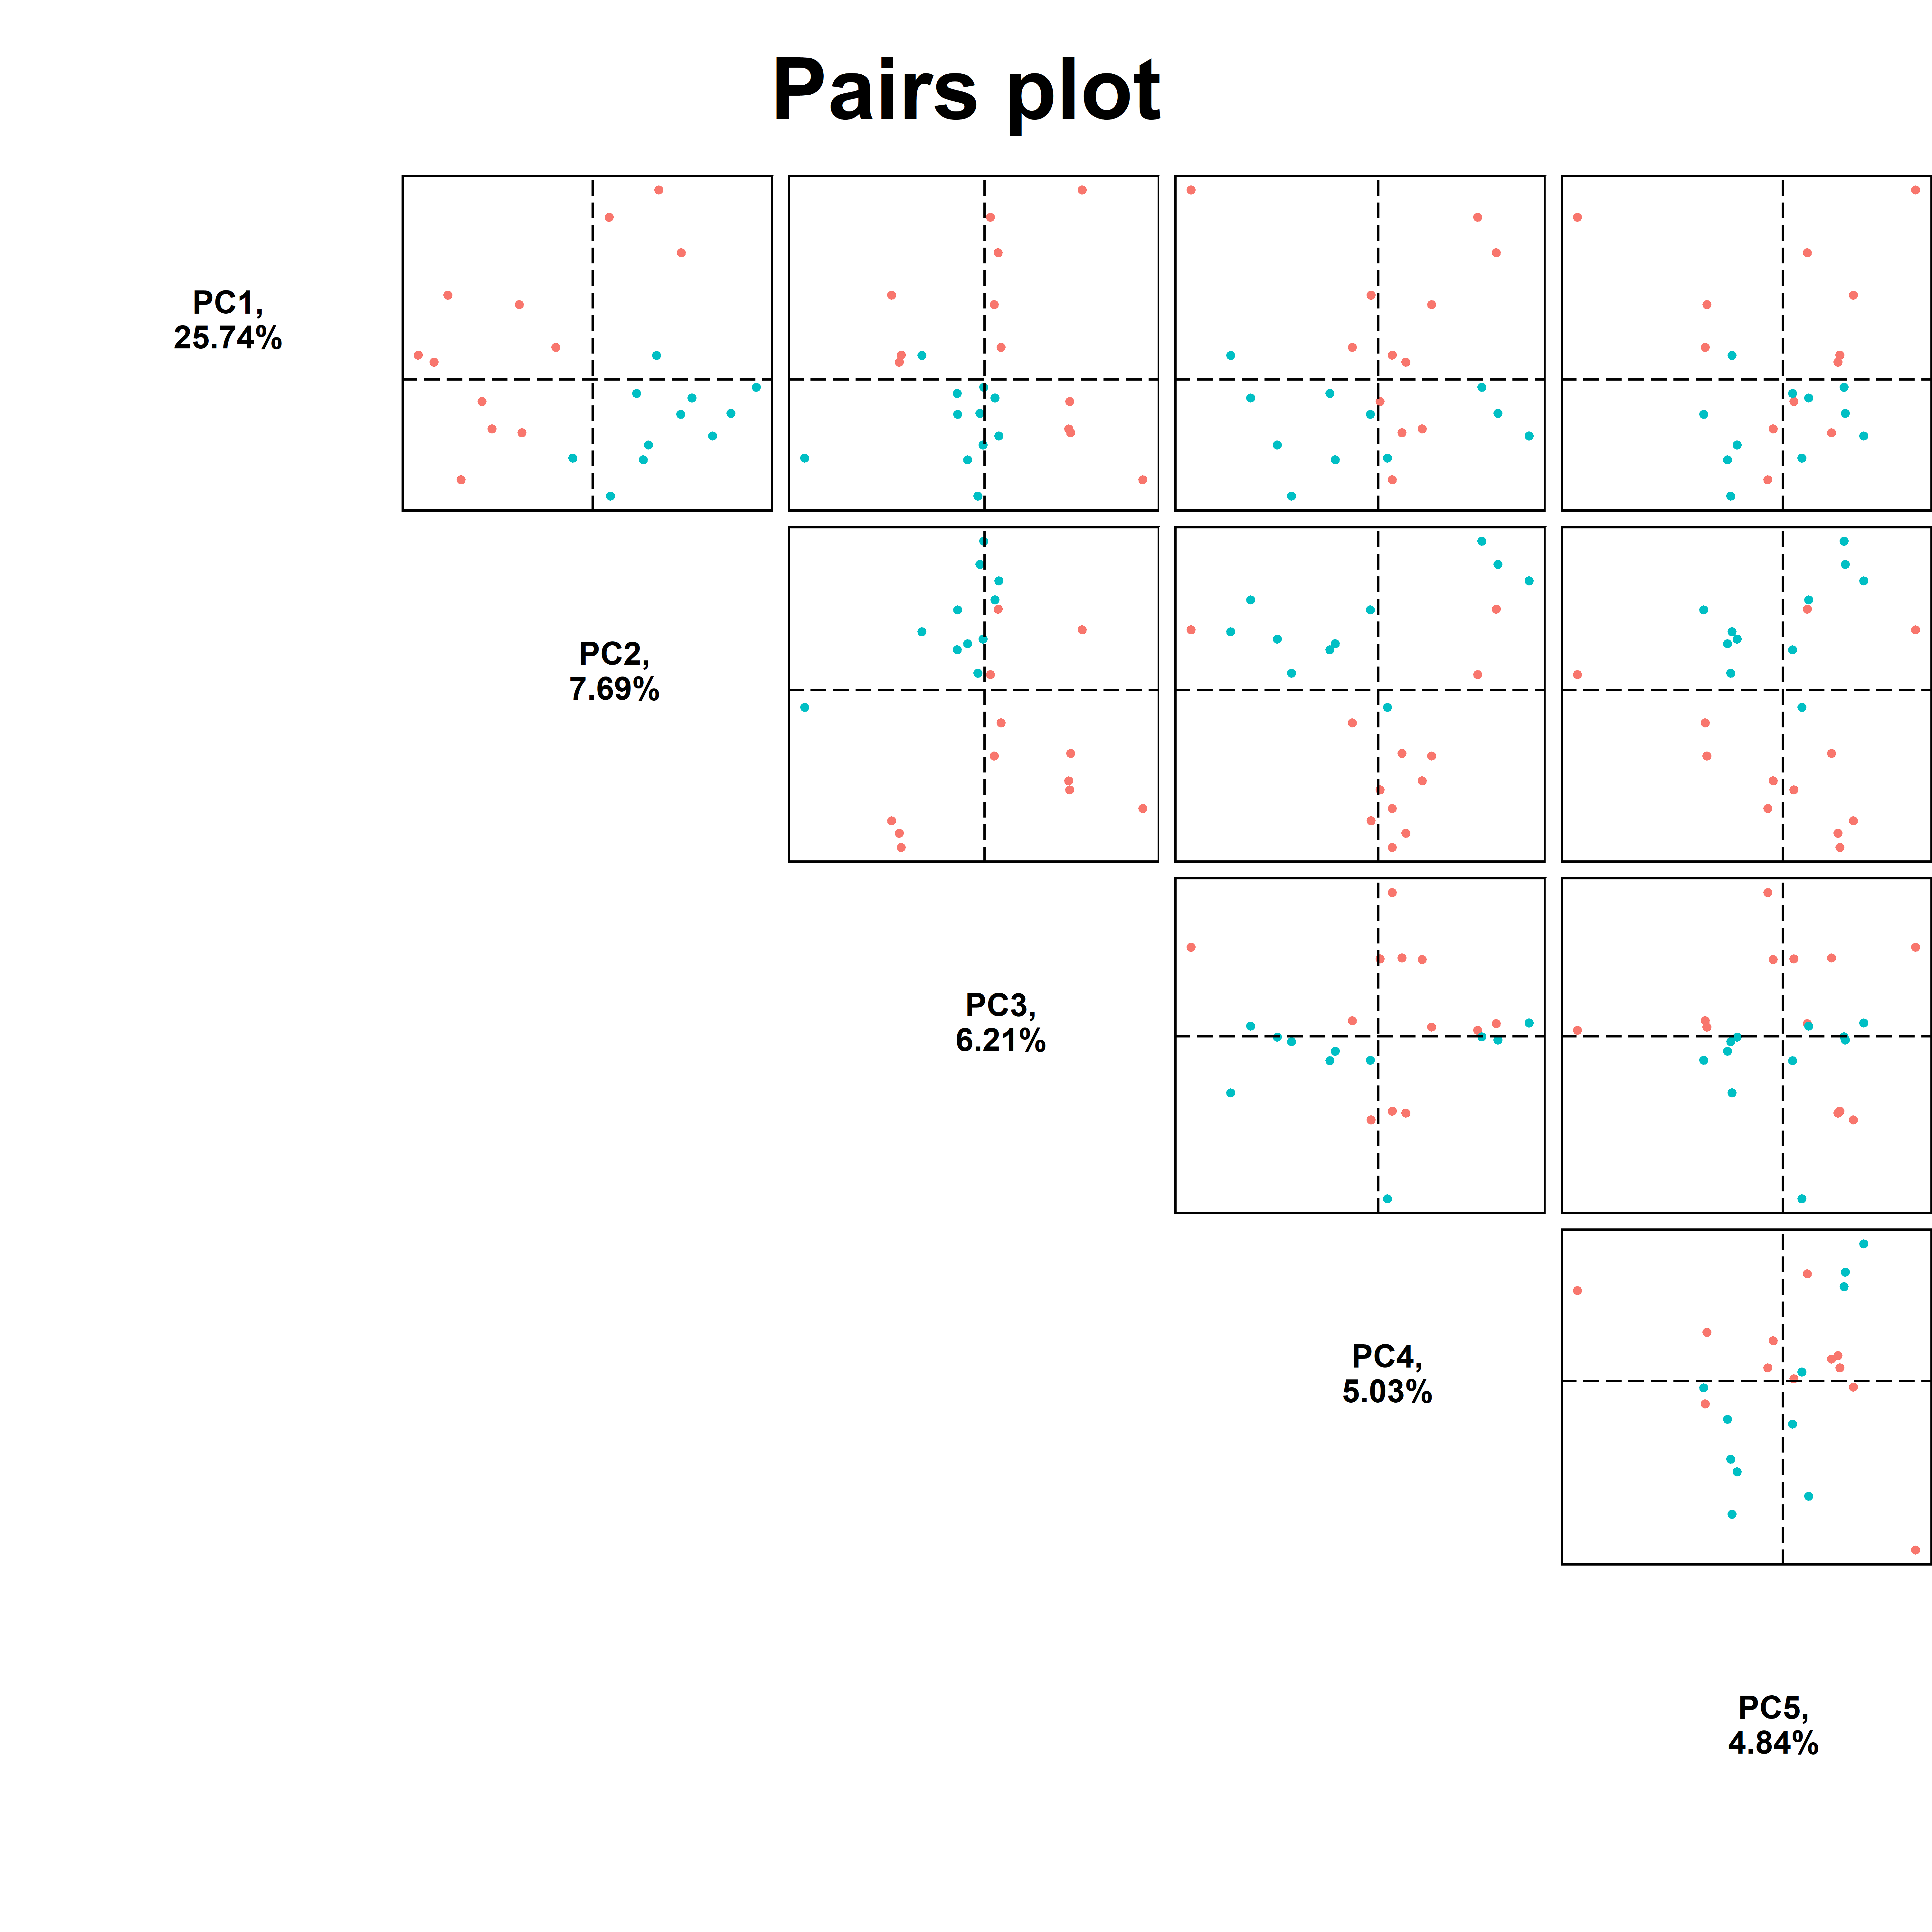 Pairs plot
PC1,
25.74%
PC2,
7.69%
PC3,
6.21%
PC4,
5.03%
PC5,
4.84%